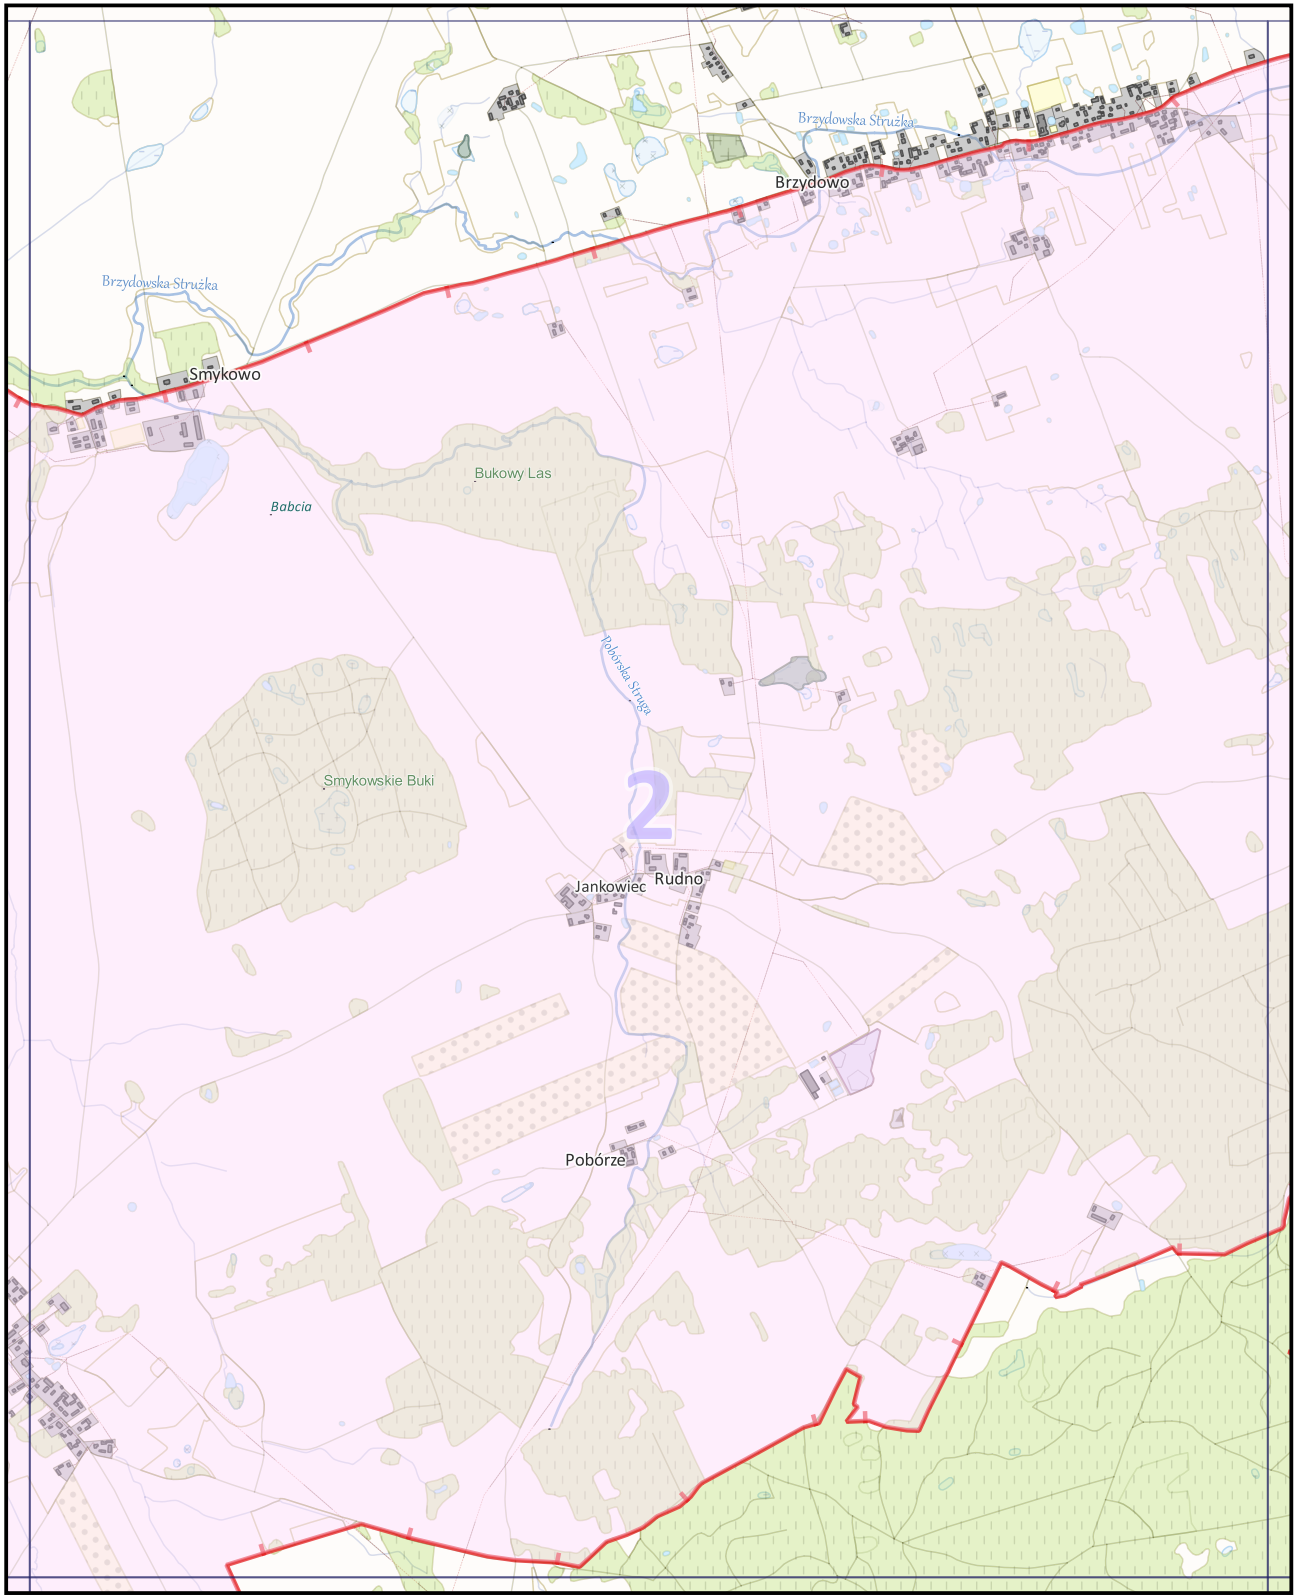 Brzydowska Strużka
Brzydowo
Brzydowska Strużka
Smykowo
Bukowy Las
Babcia
Pobórska Struga
Smykowskie Buki
2
Jankowiec
Rudno
Pobórze